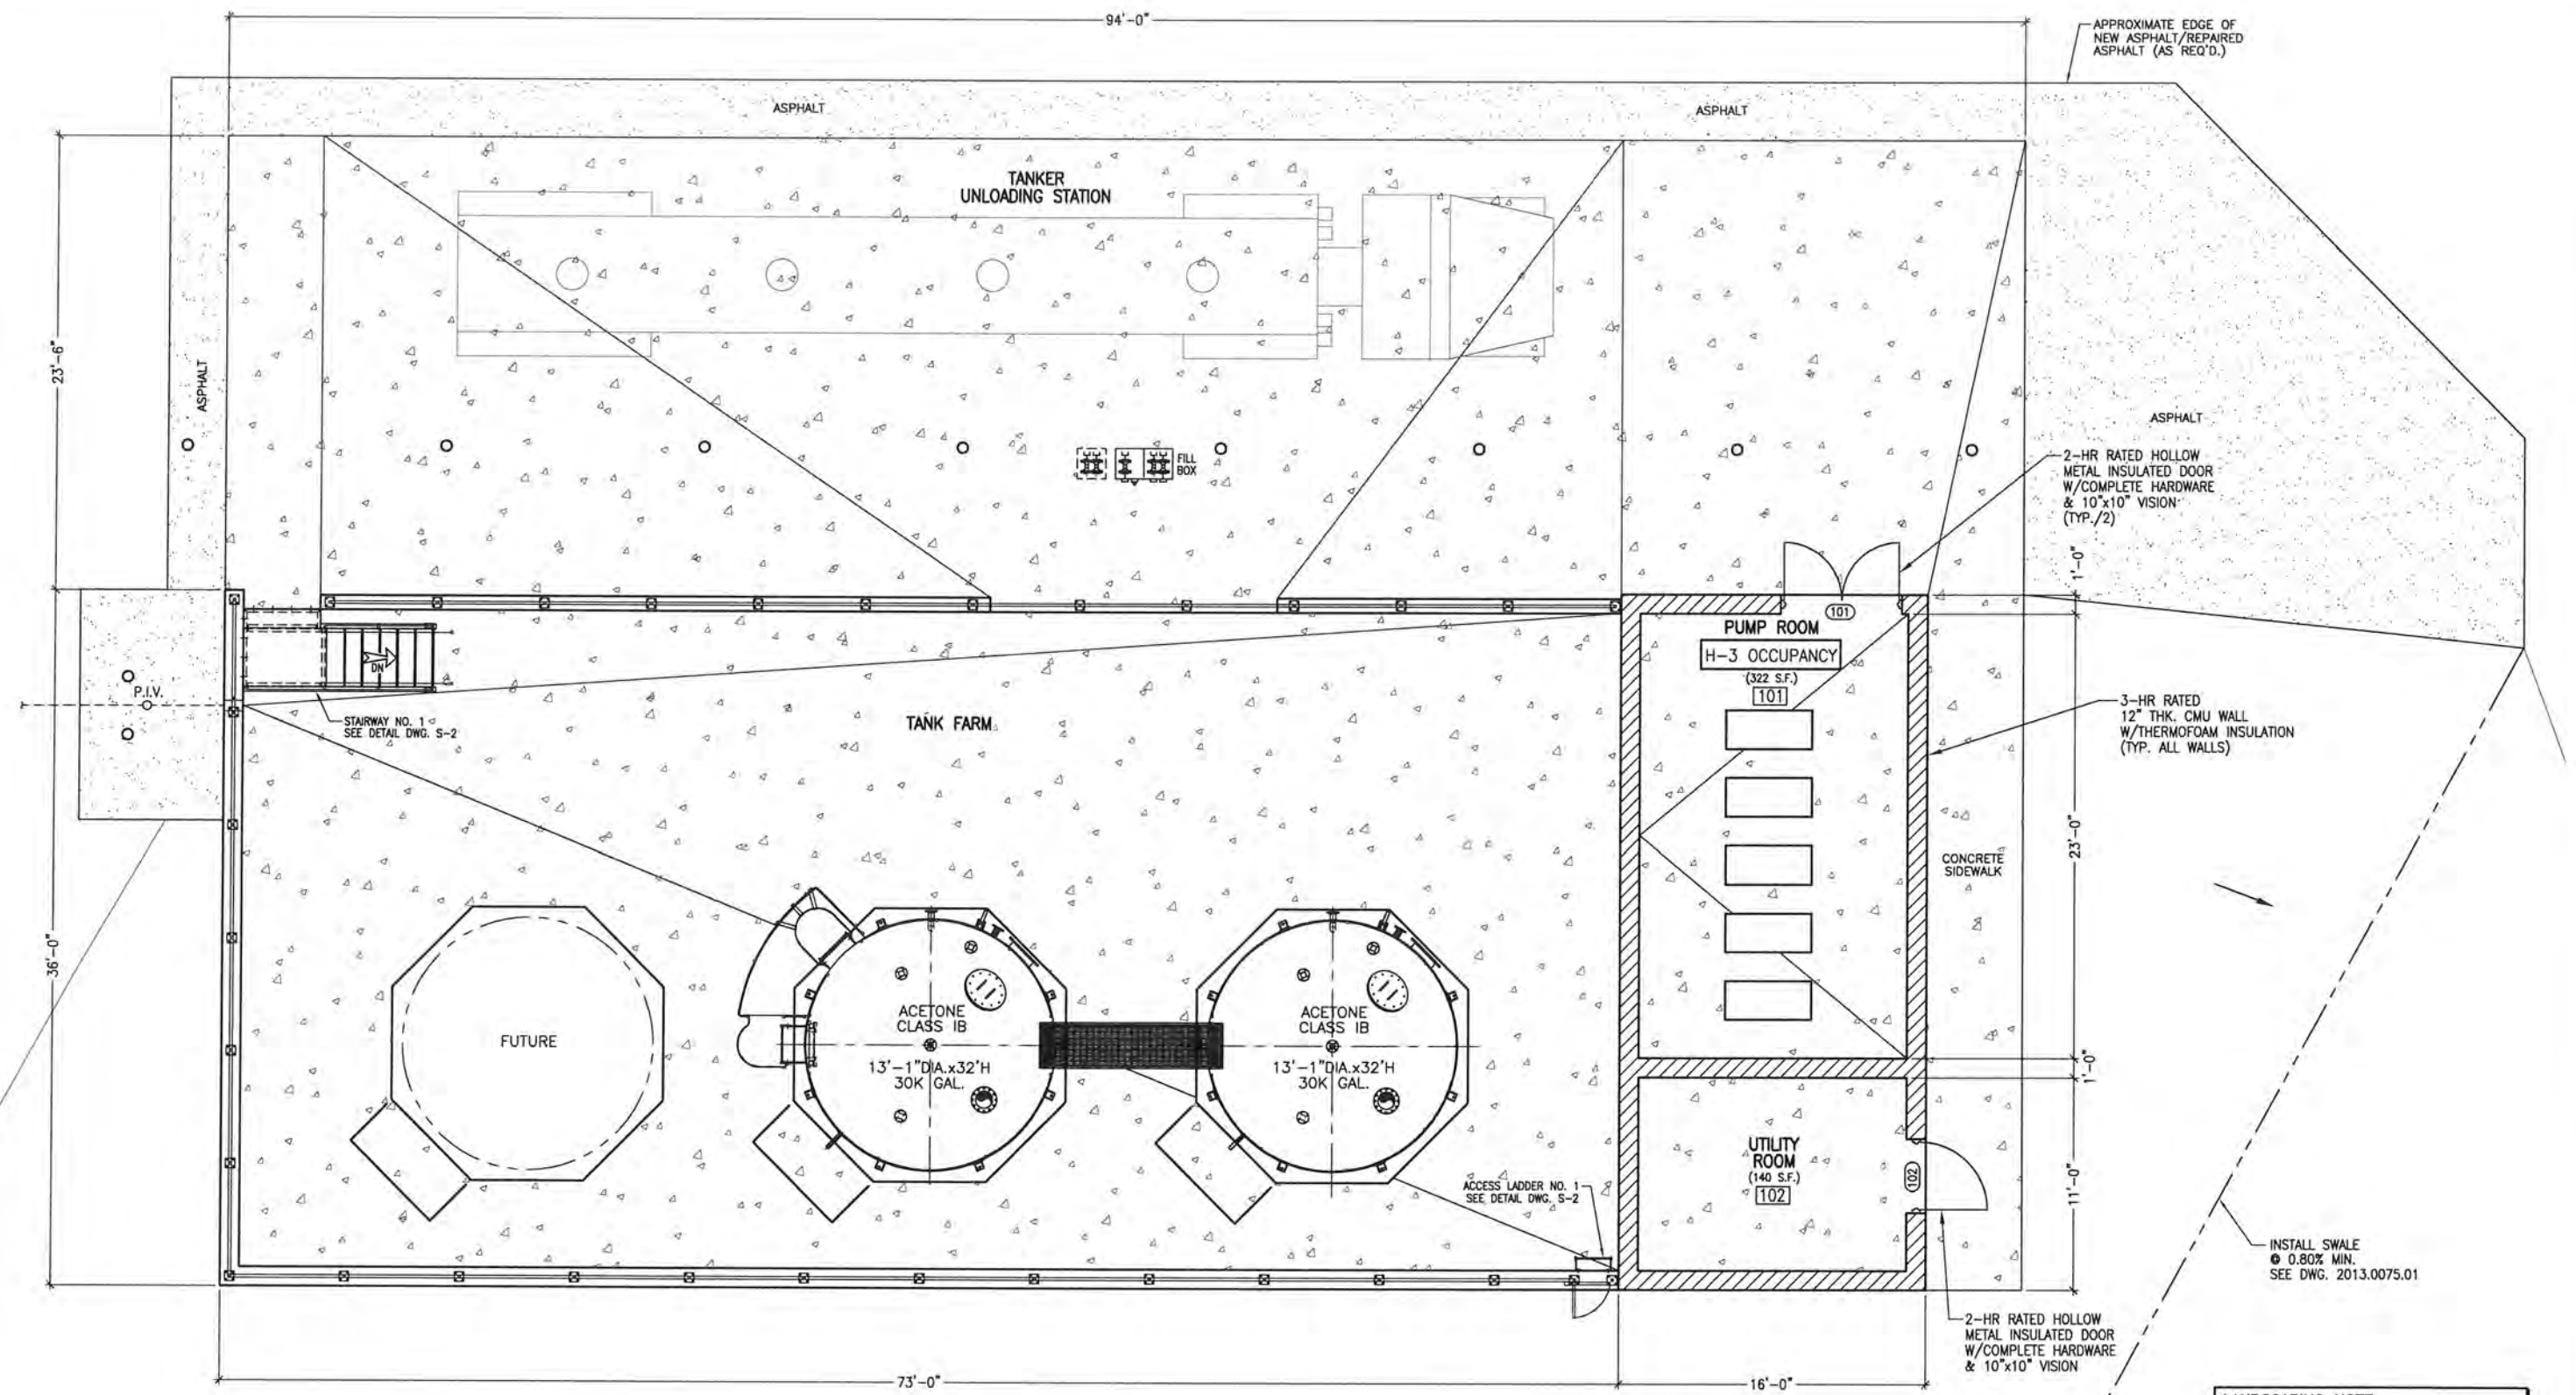 94'-0"
APPROXIMATE EDGE OF
NEW ASPHALT/REPAIRED
ASPHALT (AS REQ'D.)
ASPHALT
ASPHALT
TANKER
UNLOADING STATION
23'-6"
ASPHALT
ASPHALT
FILL
BOX
2-HR RATED HOLLOW
METAL INSULATED DOOR
W/COMPLETE HARDWARE
& 10"x10" VISION
(TYP./2)
1'-0"
101
PUMP ROOM
H-3 OCCUPANCY
(322 S.F.)
101
DN
P.I.V.
STAIRWAY NO. 1
SEE DETAIL DWG. S-2
TANK FARM
3-HR RATED
12" THK. CMU WALL
W/THERMOFOAM INSULATION
(TYP. ALL WALLS)
23'-0"
CONCRETE
SIDEWALK
36'-0"
FUTURE
ACETONE
CLASS IB
13'-1"DIA.x32'H
30K GAL.
ACETONE
CLASS IB
13'-1"DIA.x32'H
30K GAL.
1'-0"
UTILITY
ROOM
(140 S.F.)
102
102
11'-0"
ACCESS LADDER NO. 1
SEE DETAIL DWG. S-2
INSTALL SWALE
@ 0.80% MIN.
SEE DWG. 2013.0075.01
2-HR RATED HOLLOW
METAL INSULATED DOOR
W/COMPLETE HARDWARE
& 10"x10" VISION
73'-0"
16'-0"